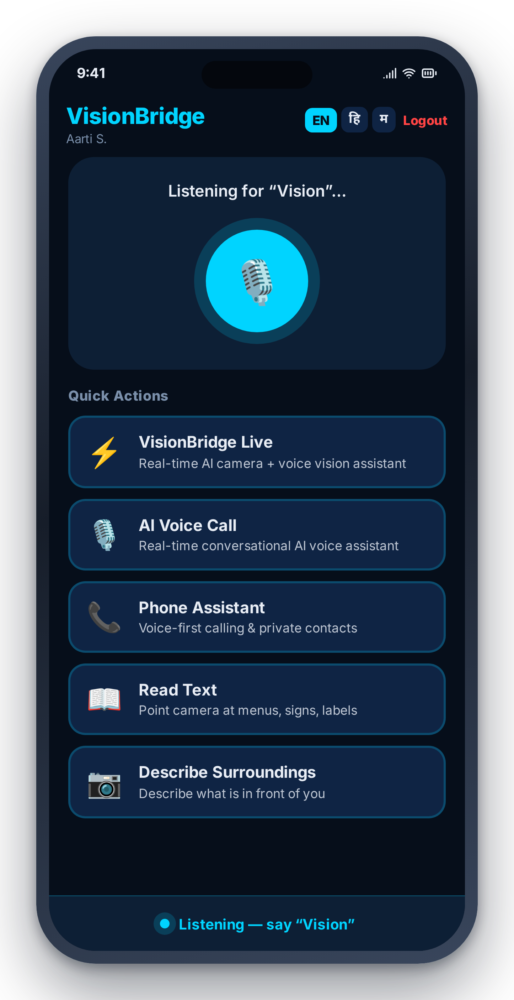 9:41
VisionBridge
EN हि म Logout
Aarti S.
Listening for “Vision”...
Quick Actions
VisionBridge Live
Real-time AI camera + voice vision assistant
AI Voice Call
Real-time conversational AI voice assistant
Phone Assistant
Voice-first calling & private contacts
Read Text
Point camera at menus, signs, labels
Describe Surroundings
Describe what is in front of you
Listening — say “Vision”